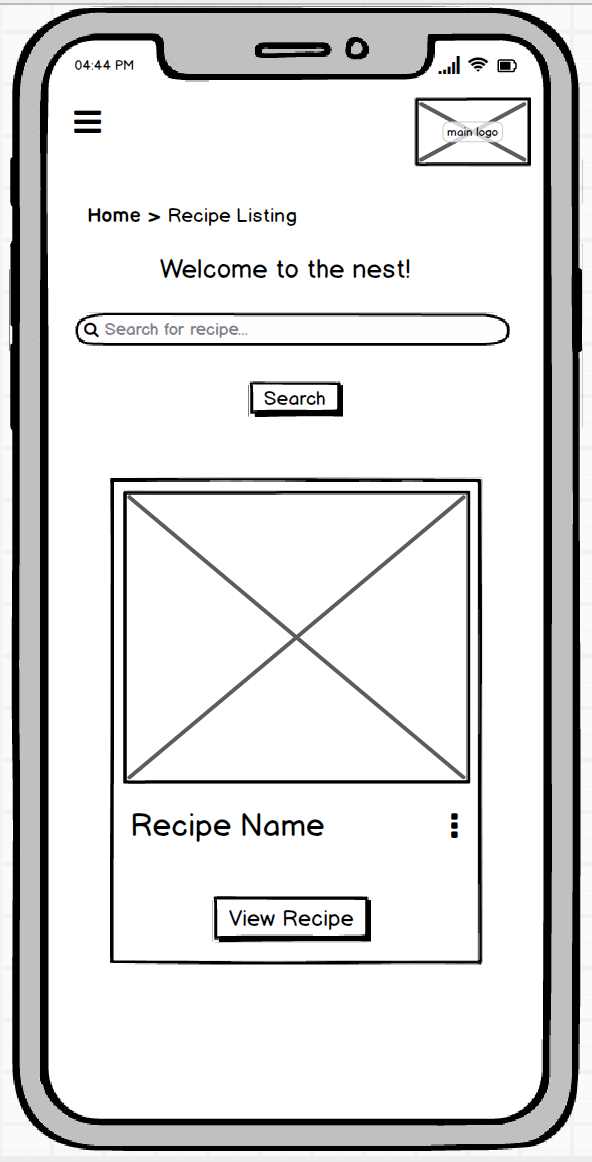 04:44 PM
main logo
Home > Recipe Listing
Welcome to the nest!
Search for recipe...
Search
Recipe Name
View Recipe